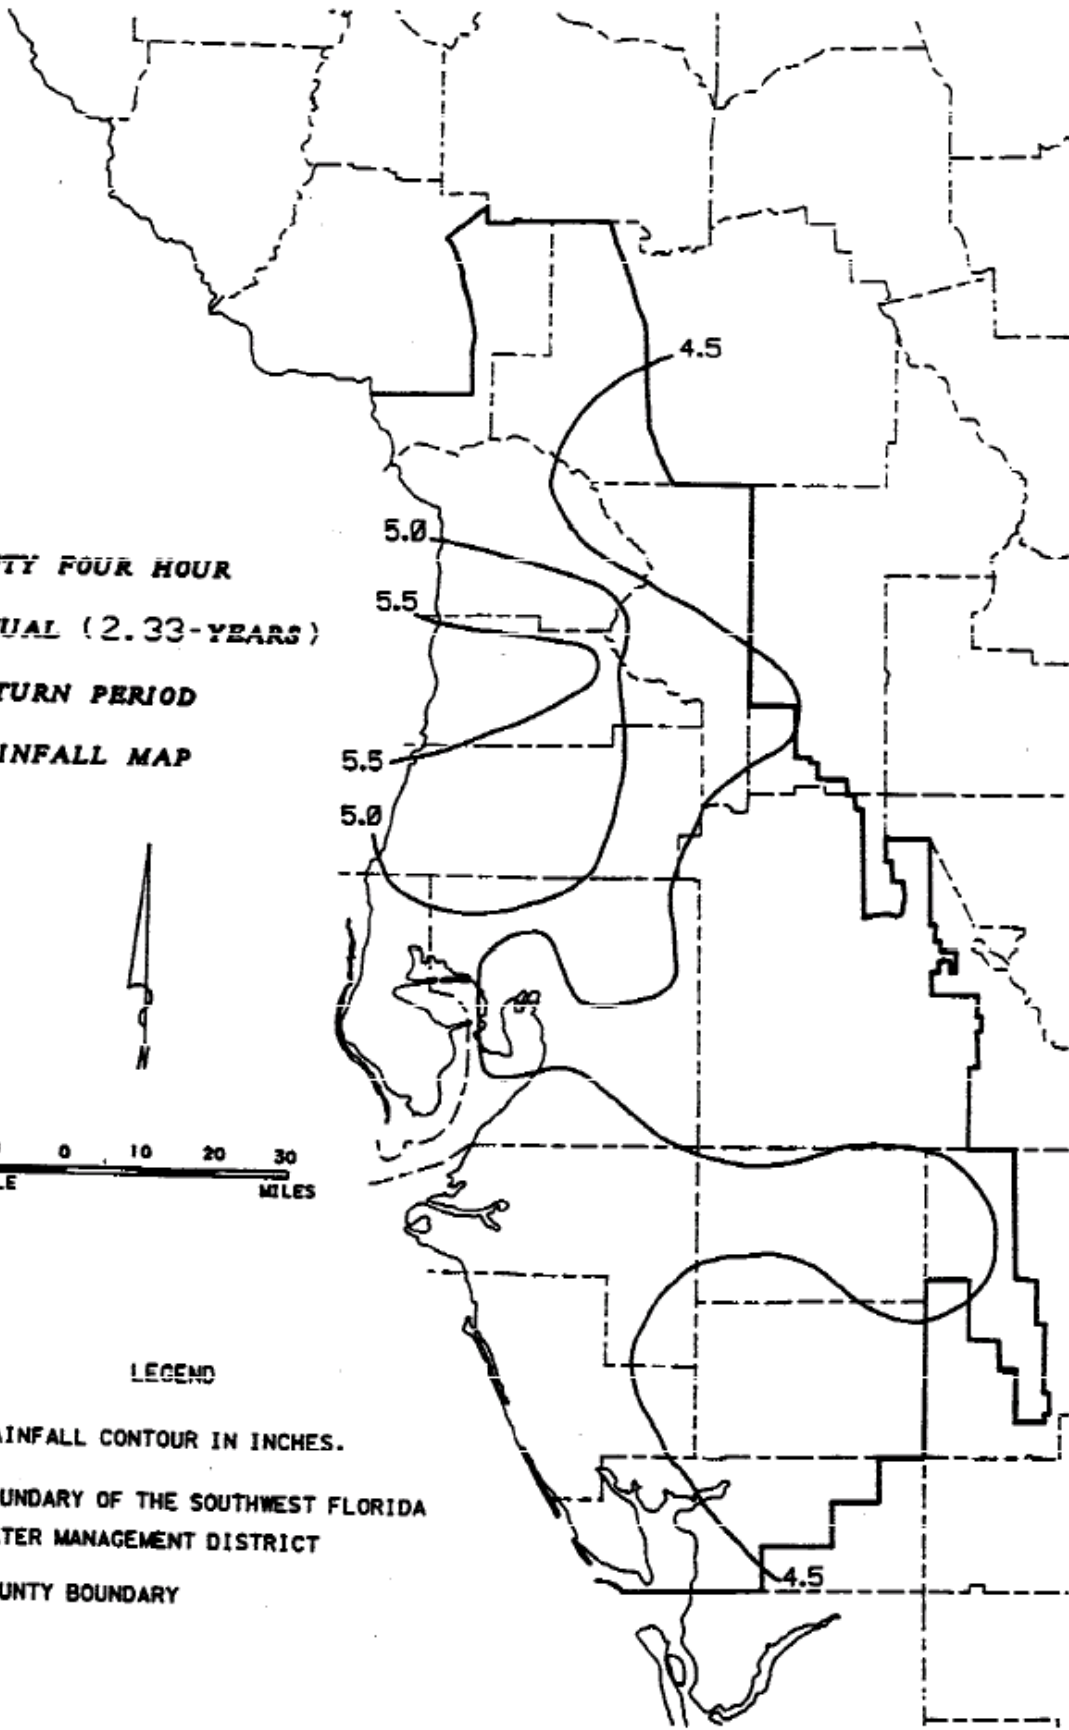 4.5
5.0
TY FOUR HOUR
5.5
UAL (2.33-YEARS)
TURN PERIOD
INFALL MAP
5.5
5.0
N
0 10 20 30
LE MILES
LEGEND
AINFALL CONTOUR IN INCHES.
UNDARY OF THE SOUTHWEST FLORIDA
TER MANAGEMENT DISTRICT
UNTY BOUNDARY
4.5